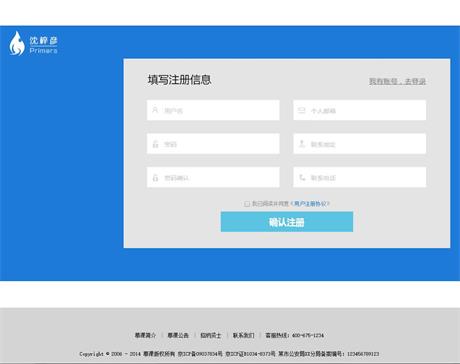 沈梓彦
Primers
填写注册信息
我有账号，去登录
用户名
个人邮箱
密码
联系地址
密码确认
联系电话
我已阅读并同意《用户注册协议》
确认注册
慕课简介 | 慕课公告 | 招纳贤士 | 联系我们 | 客服热线：400-675-1234
Copyright © 2006 - 2014 慕课版权所有 京ICP备09037834号 京ICP证B1034-8373号 某市公安局XX分局备案编号：123456789123